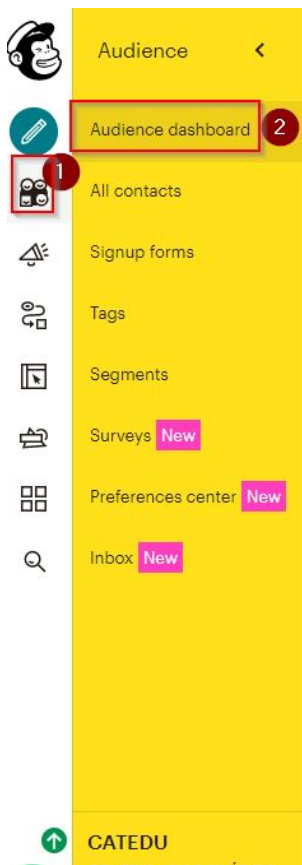 Audience
Audience dashboard 2
1
All contacts
Signup forms
Tags
Segments
Surveys New
Preferences center New
Inbox New
CATEDU